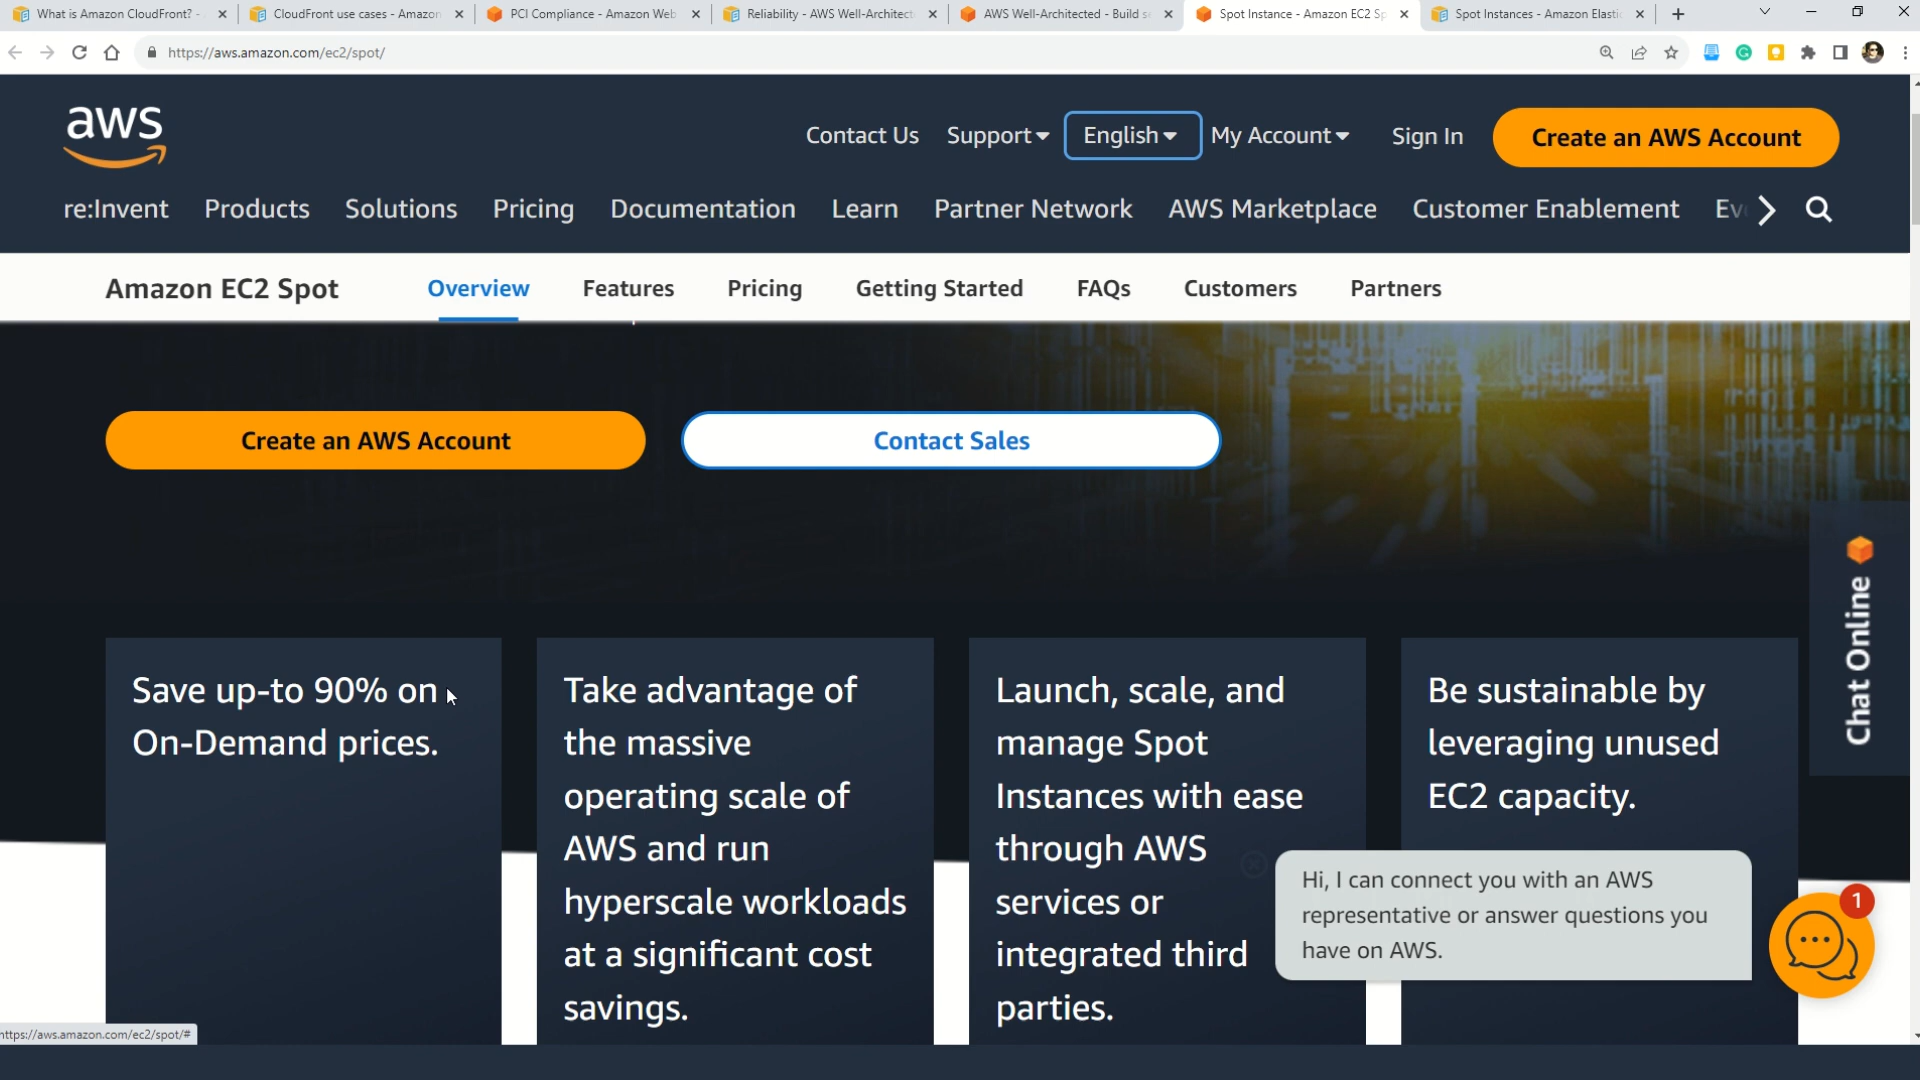 What is Amazon CloudFront? -
CloudFront use cases - Amazon
PCI Compliance - Amazon Web
Reliability - AWS Well-Architect
AWS Well-Architected - Build s
Spot Instance - Amazon EC2 Sp
Spot Instances - Amazon Elastic
https://aws.amazon.com/ec2/spot/
aws
Contact Us
Support
English
My Account
Sign In
Create an AWS Account
re:Invent
Products
Solutions
Pricing
Documentation
Learn
Partner Network
AWS Marketplace
Customer Enablement
Ev
Amazon EC2 Spot
Overview
Features
Pricing
Getting Started
FAQs
Customers
Partners
Create an AWS Account
Contact Sales
Chat Online
Save up-to 90% on
On-Demand prices.
Take advantage of
the massive
operating scale of
AWS and run
hyperscale workloads
at a significant cost
savings.
Launch, scale, and
manage Spot
Instances with ease
through AWS
services or
integrated third
parties.
Be sustainable by
leveraging unused
EC2 capacity.
Hi, I can connect you with an AWS
representative or answer questions you
have on AWS.
1
https://aws.amazon.com/ec2/spot/#